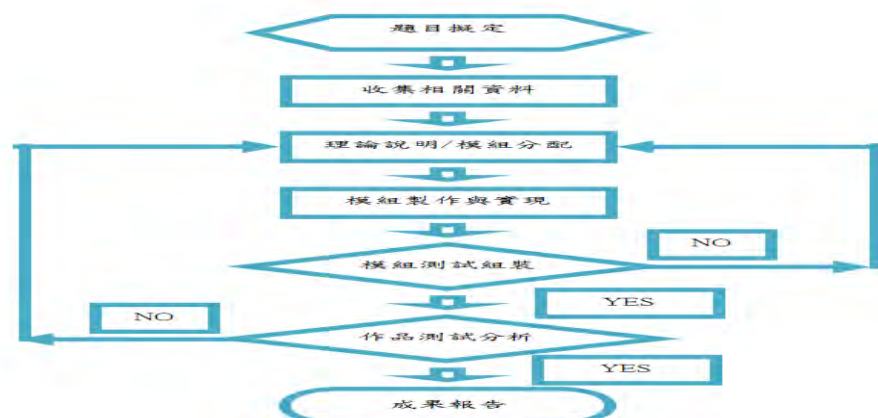 題目擬定
收集相關資料
理論說明/模組分配
模組製作與實現
NO
模組測試組裝
YES
NO
作品測試分析
YES
成果報告